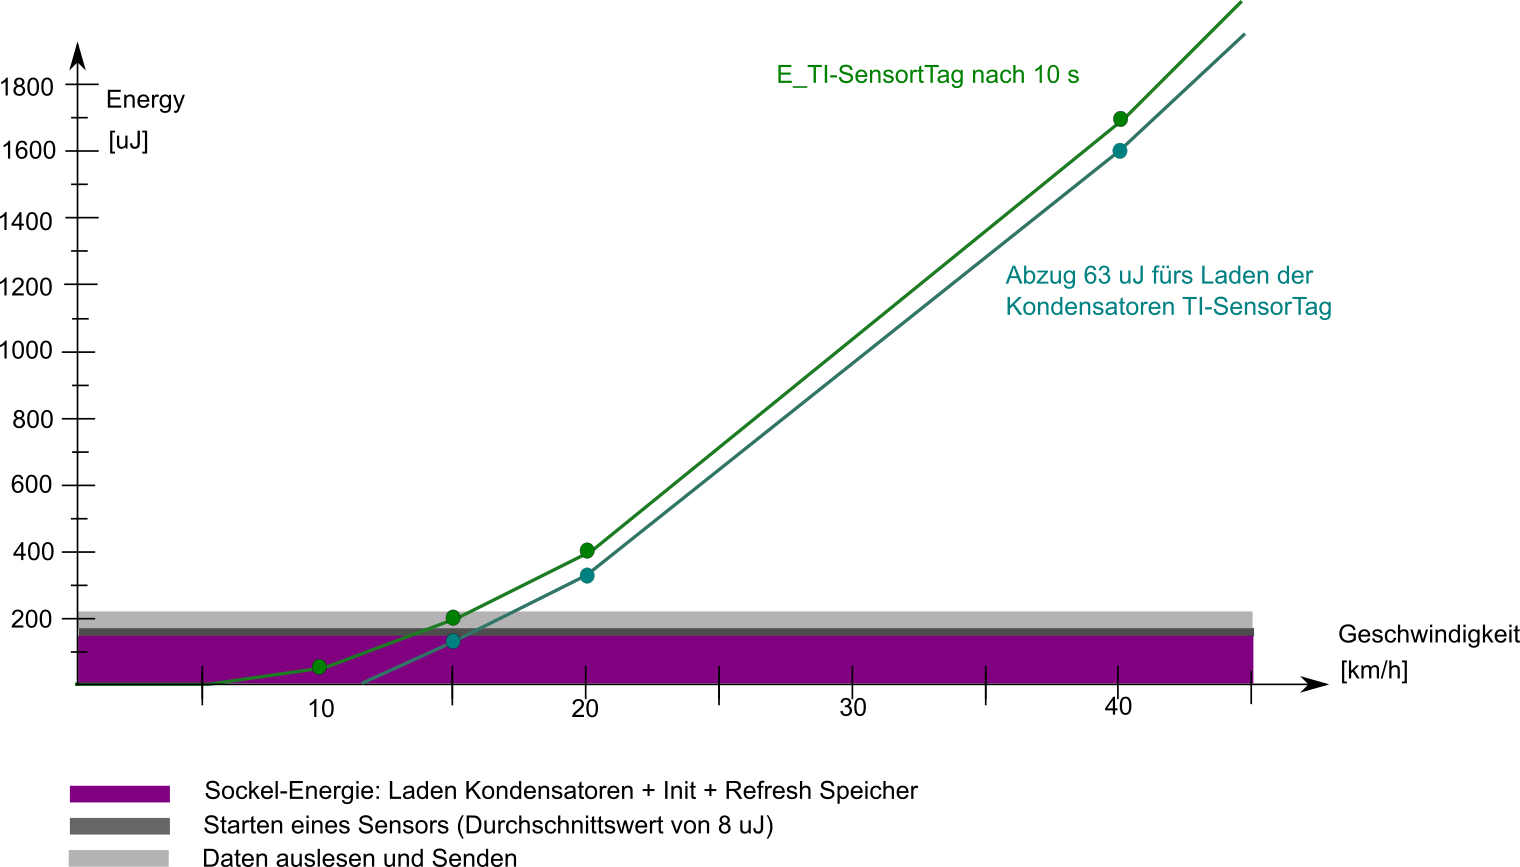 E_TI-SensortTag nach 10 s
Energy
[uJ]
1800
1600
1400
1200
1000
800
600
400
200
Abzug 63 uJ fürs Laden der
Kondensatoren TI-SensorTag
Geschwindigkeit
[km/h]
10
20
30
40
Sockel-Energie: Laden Kondensatoren + Init + Refresh Speicher
Starten eines Sensors (Durchschnittswert von 8 uJ)
Daten auslesen und Senden